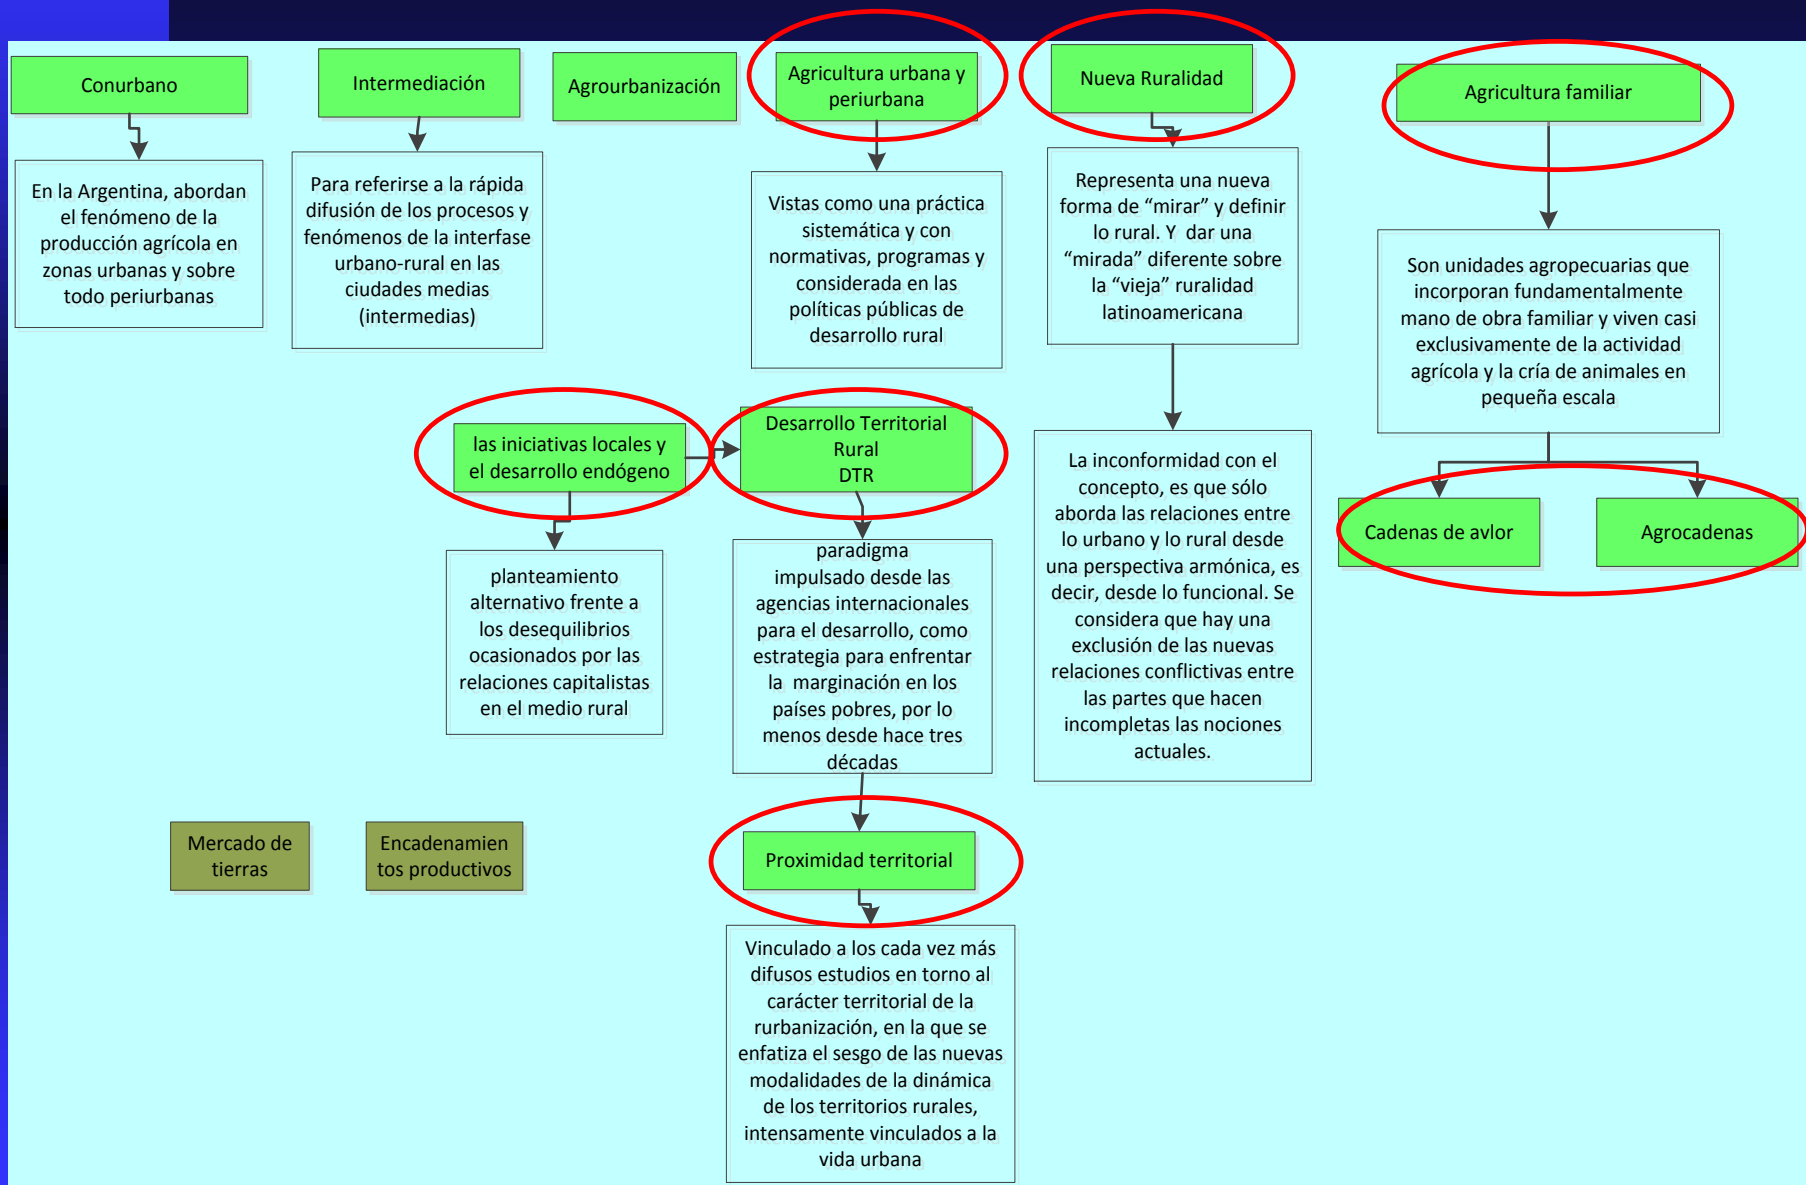 Conurbano
En la Argentina, abordan
el fenómeno de la
producción agrícola en
zonas urbanas y sobre
todo periurbanas
Intermediación
Para referirse a la rápida
difusión de los procesos y
fenómenos de la interfase
urbano-rural en las
ciudades medias
(intermedias)
Agrourbanización
Agricultura urbana y
periurbana
Vistas como una práctica
sistemática y con
normativas, programas y
considerada en las
políticas públicas de
desarrollo rural
Nueva Ruralidad
Representa una nueva
forma de “mirar” y definir
lo rural. Y dar una
“mirada” diferente sobre
la “vieja” ruralidad
latinoamericana
La inconformidad con el
concepto, es que sólo
aborda las relaciones entre
lo urbano y lo rural desde
una perspectiva armónica, es
decir, desde lo funcional. Se
considera que hay una
exclusión de las nuevas
relaciones conflictivas entre
las partes que hacen
incompletas las nociones
actuales.
Agricultura familiar
Son unidades agropecuarias que
incorporan fundamentalmente
mano de obra familiar y viven casi
exclusivamente de la actividad
agrícola y la cría de animales en
pequeña escala
Cadenas de avlor
Agrocadenas
las iniciativas locales y
el desarrollo endógeno
planteamiento
alternativo frente a
los desequilibrios
ocasionados por las
relaciones capitalistas
en el medio rural
Desarrollo Territorial
Rural
DTR
paradigma
impulsado desde las
agencias internacionales
para el desarrollo, como
estrategia para enfrentar
la marginación en los
países pobres, por lo
menos desde hace tres
décadas
Mercado de
tierras
Encadenamien
tos productivos
Proximidad territorial
Vinculado a los cada vez más
difusos estudios en torno al
carácter territorial de la
rurbanización, en la que se
enfatiza el sesgo de las nuevas
modalidades de la dinámica
de los territorios rurales,
intensamente vinculados a la
vida urbana